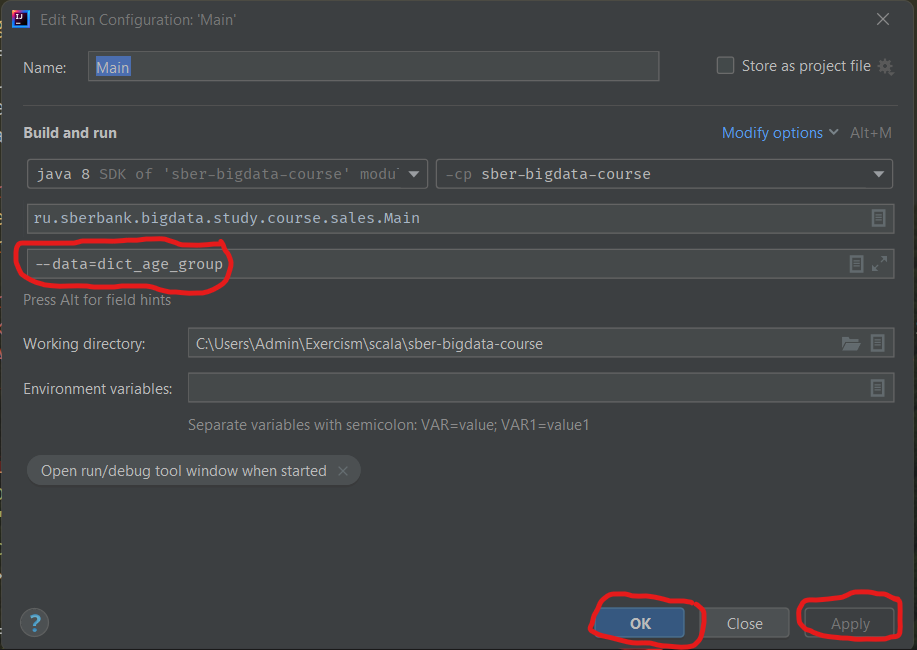 Edit Run Configuration: 'Main'
Name: Main Store as project file
Build and run Modify options Alt+M
java 8 SDK of 'sber-bigdata-course' modul -cp sber-bigdata-course
ru.sberbank.bigdata.study.course.sales.Main
--data=dict_age_group
Press Alt for field hints
Working directory: C:\Users\Admin\Exercism\scala\sber-bigdata-course
Environment variables:
Separate variables with semicolon: VAR=value; VAR1=value1
Open run/debug tool window when started
? OK Close Apply